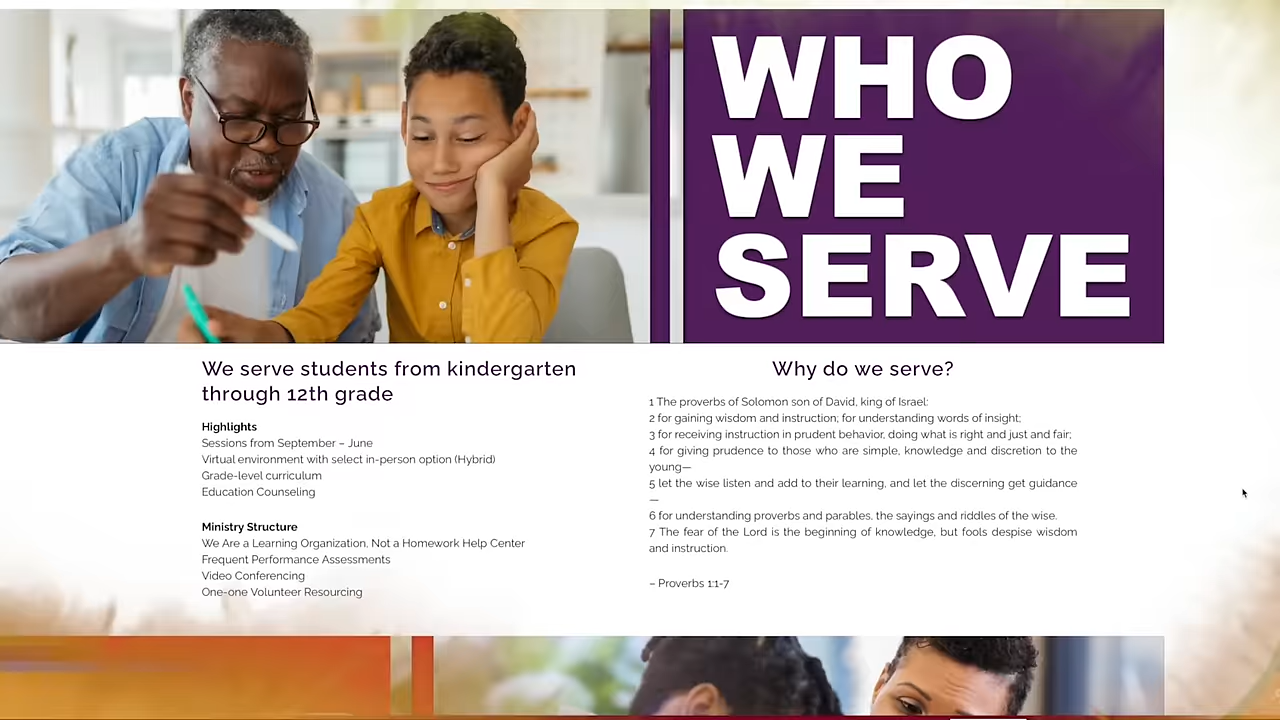 WHO
WE
SERVE
We serve students from kindergarten
through 12th grade
Highlights
Sessions from September – June
Virtual environment with select in-person option (Hybrid)
Grade-level curriculum
Education Counseling
Ministry Structure
We Are a Learning Organization, Not a Homework Help Center
Frequent Performance Assessments
Video Conferencing
One-one Volunteer Resourcing
Why do we serve?
1 The proverbs of Solomon son of David, king of Israel:
2 for gaining wisdom and instruction; for understanding words of insight;
3 for receiving instruction in prudent behavior, doing what is right and just and fair;
4 for giving prudence to those who are simple, knowledge and discretion to the
young—
5 let the wise listen and add to their learning, and let the discerning get guidance
—
6 for understanding proverbs and parables, the sayings and riddles of the wise.
7 The fear of the Lord is the beginning of knowledge, but fools despise wisdom
and instruction.
– Proverbs 1:1-7